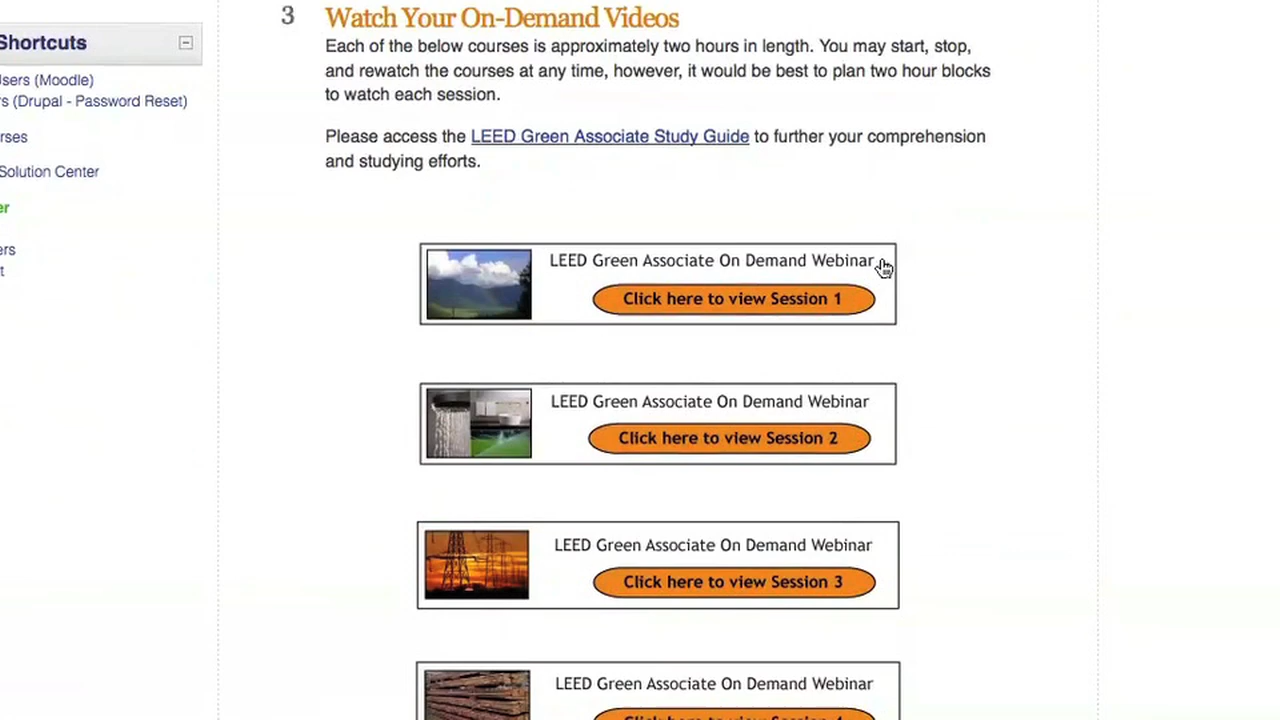 3 Watch Your On-Demand Videos
Each of the below courses is approximately two hours in length. You may start, stop,
and rewatch the courses at any time, however, it would be best to plan two hour blocks
to watch each session.
Please access the LEED Green Associate Study Guide to further your comprehension
and studying efforts.
Shortcuts
(Moodle)
(Drupal - Password Reset)
Solution Center
LEED Green Associate On Demand Webinar
Click here to view Session 1
LEED Green Associate On Demand Webinar
Click here to view Session 2
LEED Green Associate On Demand Webinar
Click here to view Session 3
LEED Green Associate On Demand Webinar
Click here to view Session